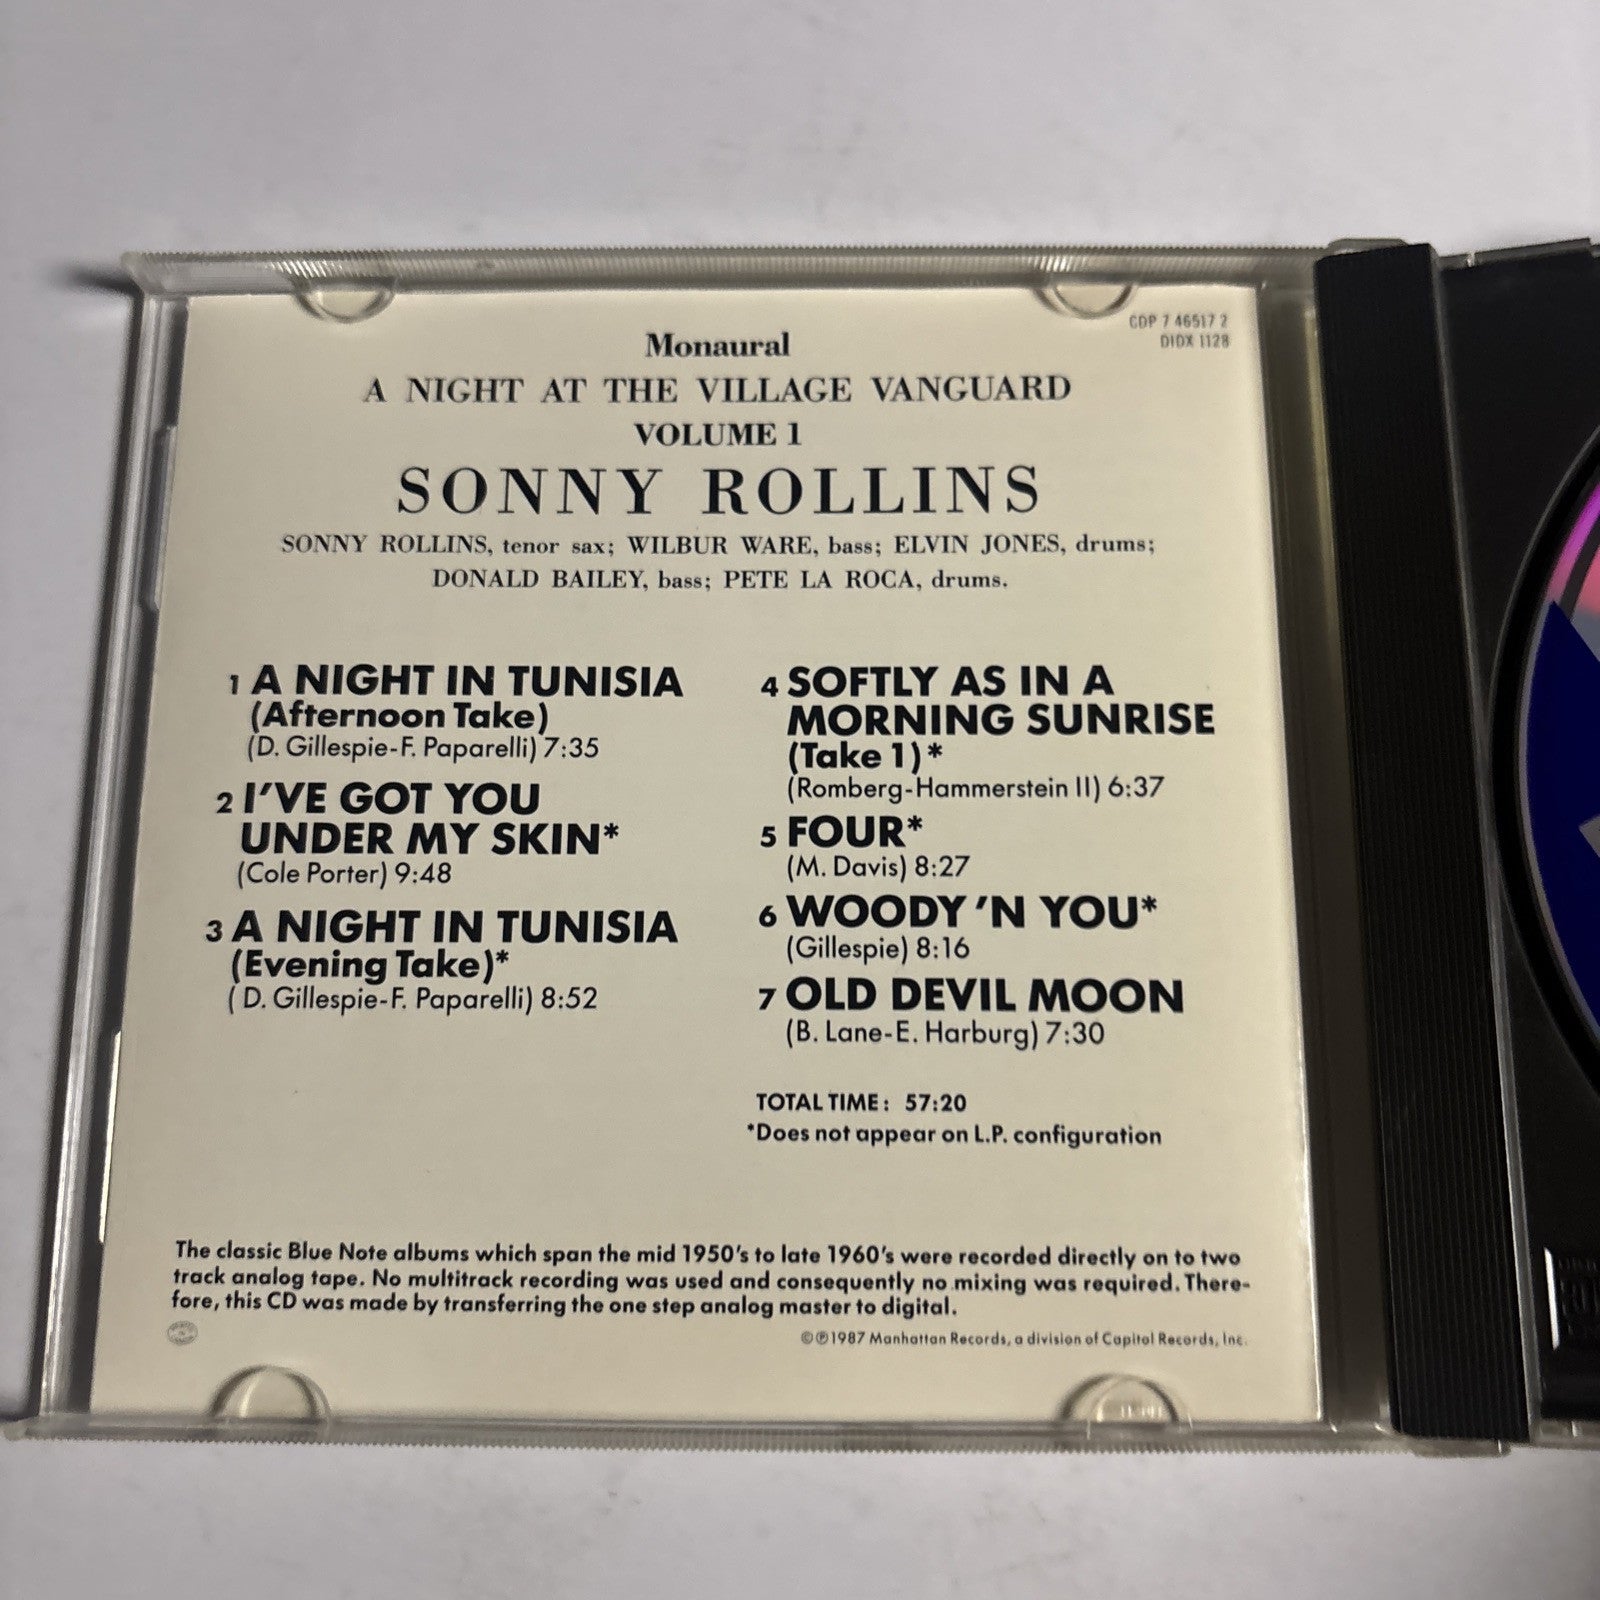 CDP 7 46517 2
DIDX 1128
Monaural
A NIGHT AT THE VILLAGE VANGUARD
VOLUME 1
SONNY ROLLINS
SONNY ROLLINS, tenor sax; WILBUR WARE, bass; ELVIN JONES, drums;
DONALD BAILEY, bass; PETE LA ROCA, drums.
1 A NIGHT IN TUNISIA
(Afternoon Take)
(D. Gillespie-F. Paparelli) 7:35
2 I'VE GOT YOU
UNDER MY SKIN*
(Cole Porter) 9:48
3 A NIGHT IN TUNISIA
(Evening Take)*
( D. Gillespie-F. Paparelli) 8:52
4 SOFTLY AS IN A
MORNING SUNRISE
(Take 1)*
(Romberg-Hammerstein II) 6:37
5 FOUR*
(M. Davis) 8:27
6 WOODY 'N YOU*
(Gillespie) 8:16
7 OLD DEVIL MOON
(B. Lane-E. Harburg) 7:30
TOTAL TIME: 57:20
*Does not appear on L.P. configuration
The classic Blue Note albums which span the mid 1950's to late 1960's were recorded directly on to two
track analog tape. No multitrack recording was used and consequently no mixing was required. There-
fore, this CD was made by transferring the one step analog master to digital.
©℗1987 Manhattan Records, a division of Capitol Records, Inc.